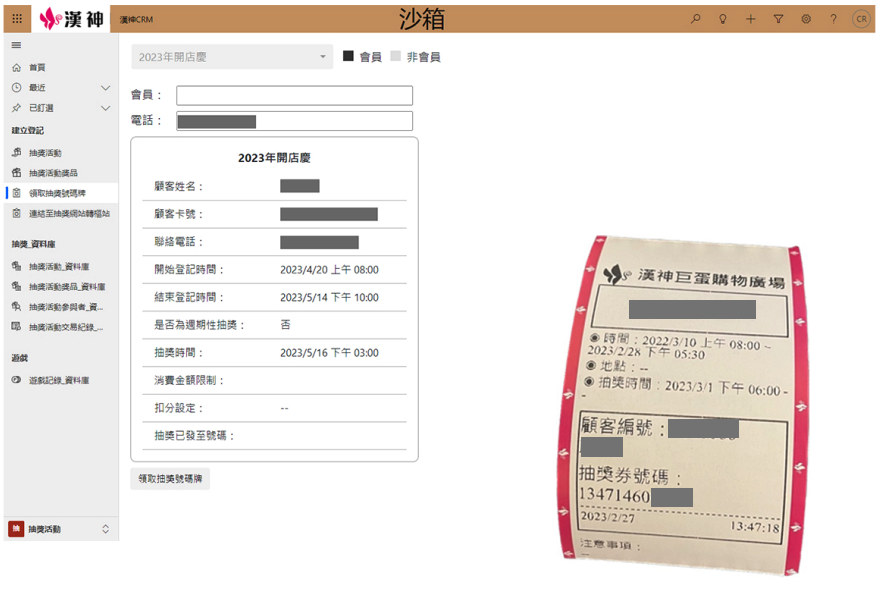 漢神
漢神CRM
沙箱
CR
首頁
最近
已釘選
建立登記
抽獎活動
抽獎活動獎品
領取抽獎號碼牌
連結至抽獎網站轉檔站
抽獎_資料庫
抽獎活動_資料庫
抽獎活動獎品_資料庫
抽獎活動參與者_資...
抽獎活動交易紀錄_...
遊戲
遊戲記錄_資料庫
抽 抽獎活動
2023年開店慶
會員
非會員
會員：
電話：
2023年開店慶
顧客姓名：
顧客卡號：
聯絡電話：
開始登記時間： 2023/4/20 上午 08:00
結束登記時間： 2023/5/14 下午 10:00
是否為週期性抽獎： 否
抽獎時間： 2023/5/16 下午 03:00
消費金額限制：
扣分設定： --
抽獎已發至號碼：
領取抽獎號碼牌
漢神巨蛋購物廣場
◉ 時間：2022/3/10 上午 08:00 ~
2023/2/28 下午 05:30
◉ 地點：--
◉ 抽獎時間：2023/3/1 下午 06:00 -
-
顧客編號：
抽獎券號碼：
13471460
2023/2/27 13:47:18
注意事項：
--